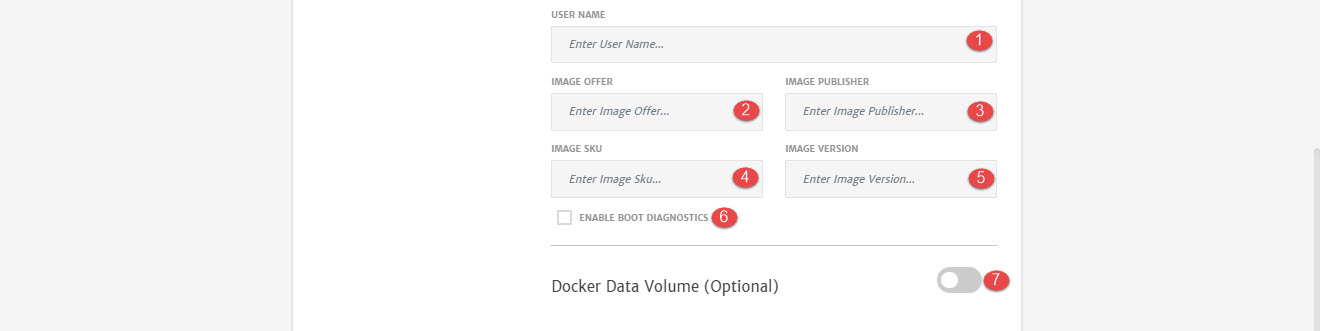 USER NAME
Enter User Name... 1
IMAGE OFFER IMAGE PUBLISHER
Enter Image Offer... 2 Enter Image Publisher... 3
IMAGE SKU IMAGE VERSION
Enter Image Sku... 4 Enter Image Version... 5
ENABLE BOOT DIAGNOSTICS 6
Docker Data Volume (Optional) 7